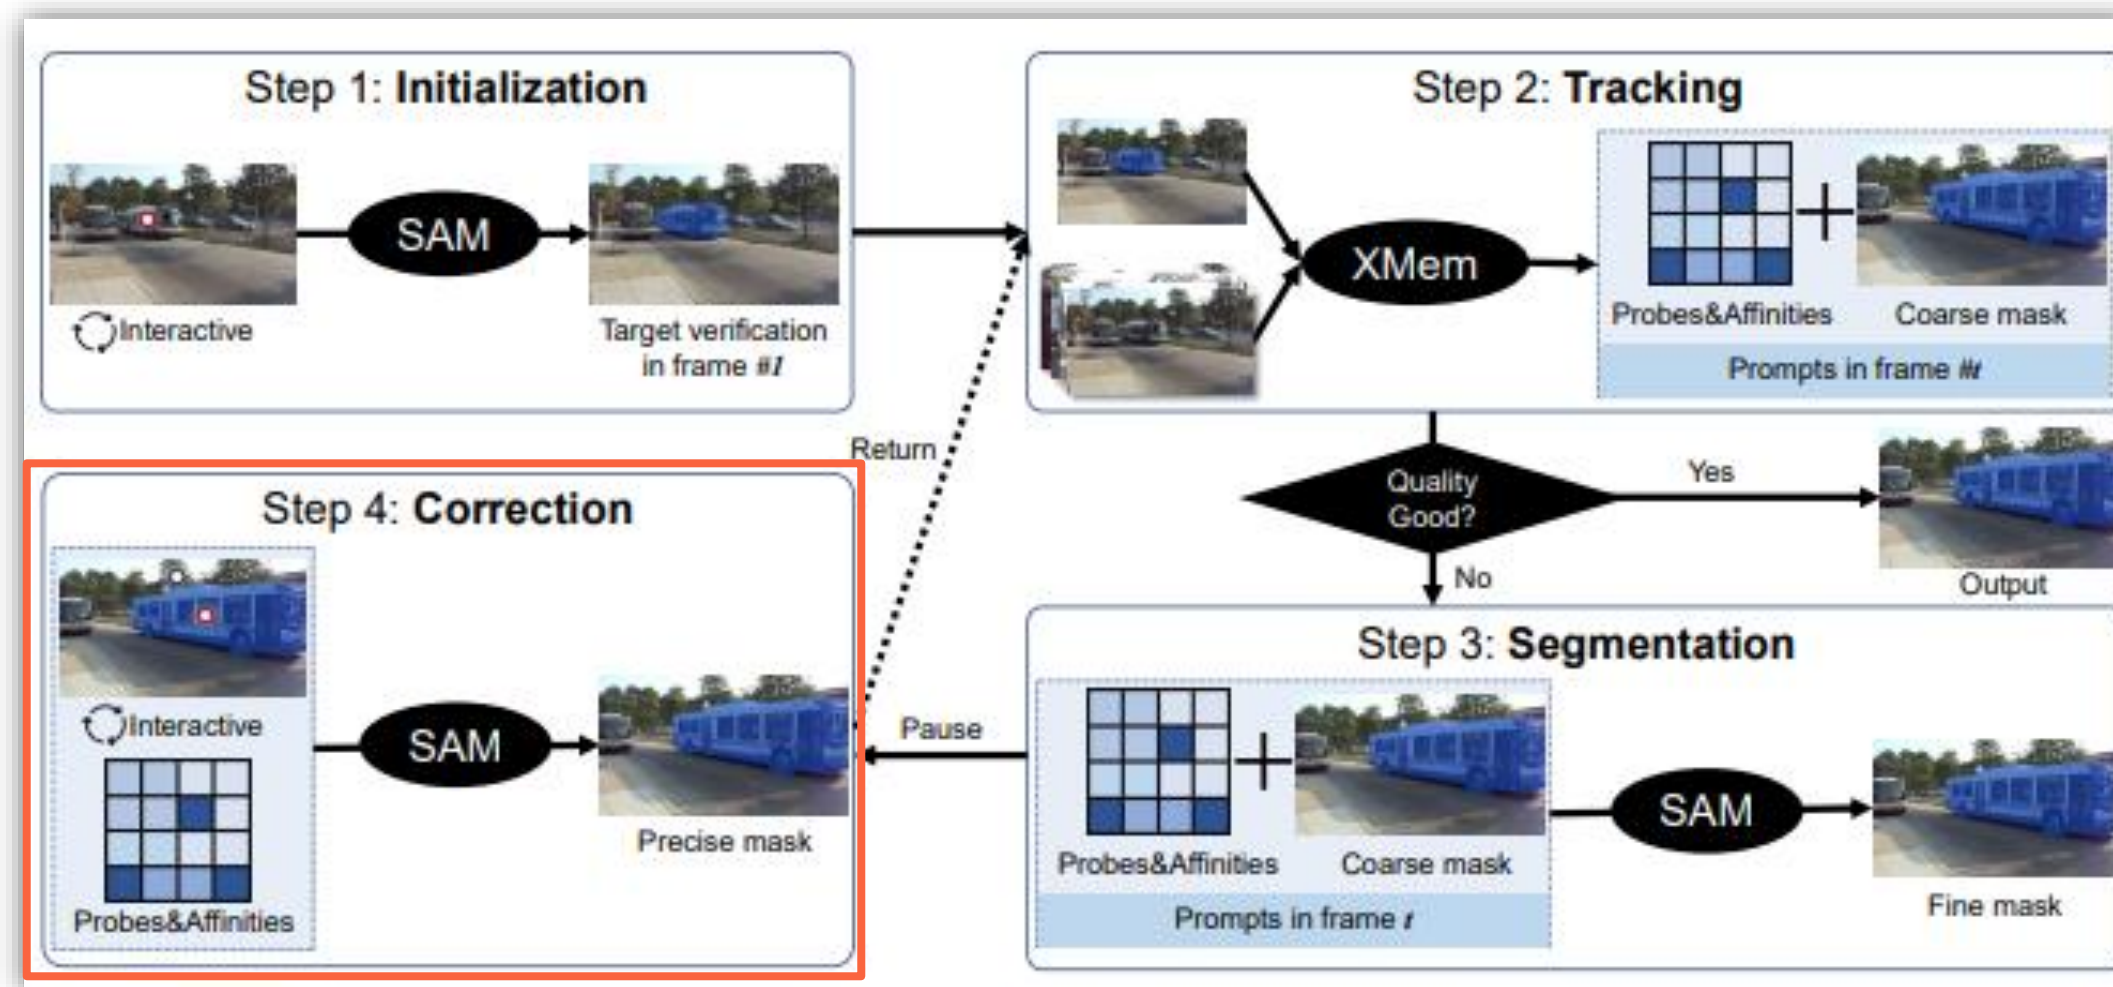 Step 1: Initialization
SAM
Interactive
Target verification
in frame #1
Step 2: Tracking
XMem
Probes&Affinities
Coarse mask
Prompts in frame #t
Return
Quality
Good?
Yes
No
Output
Step 4: Correction
Interactive
SAM
Precise mask
Probes&Affinities
Pause
Step 3: Segmentation
Probes&Affinities
Coarse mask
Prompts in frame t
SAM
Fine mask